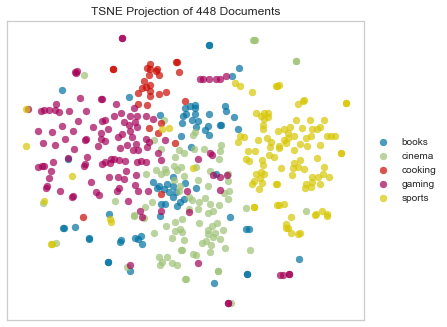 TSNE Projection of 448 Documents
books
cinema
cooking
gaming
sports